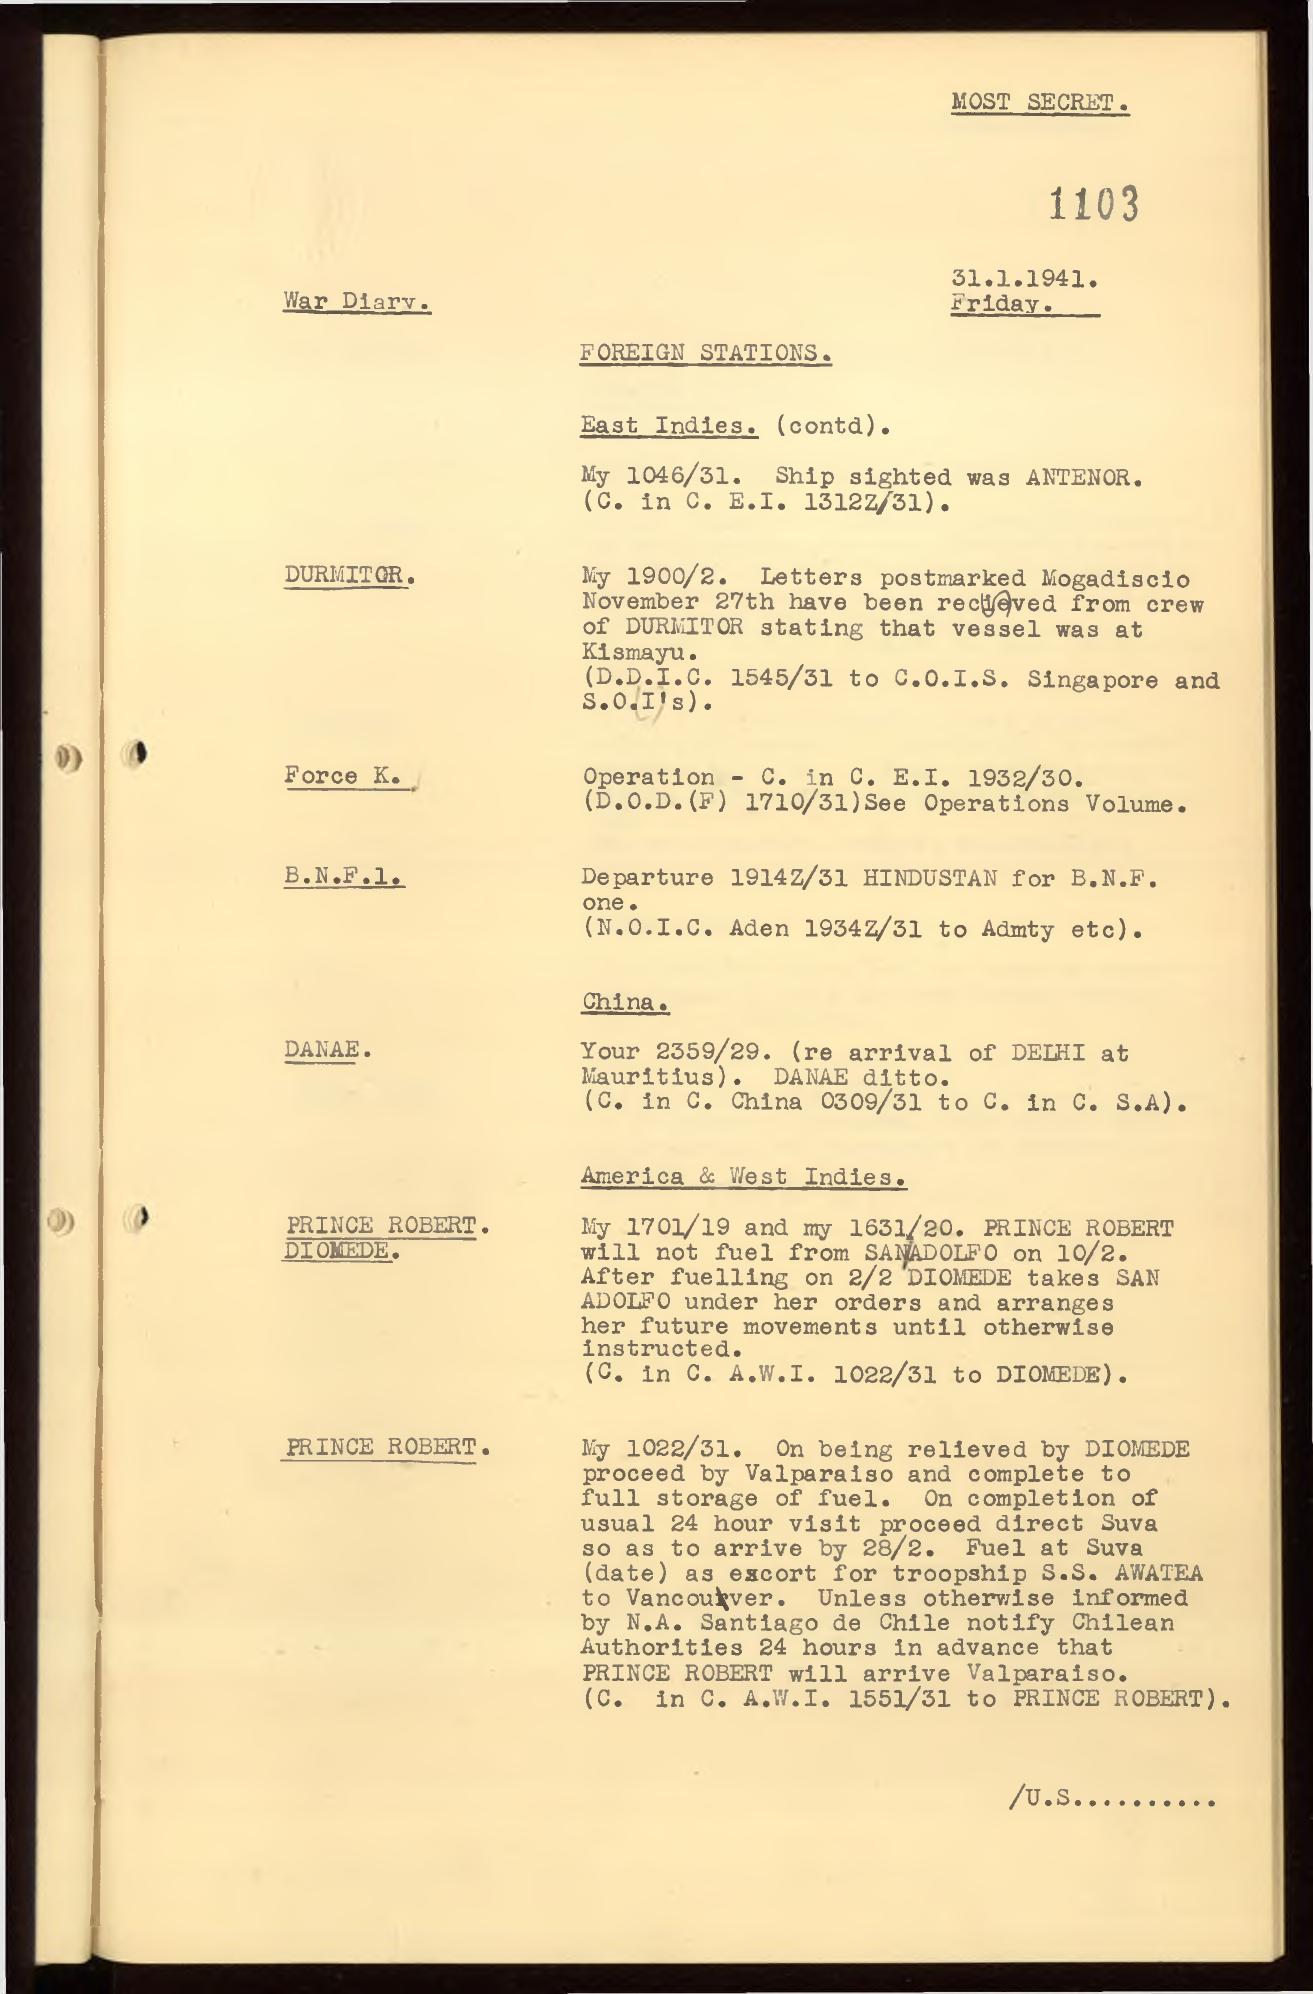 MOST SECRET.
1103
31.1.1941.
War Diary.
Friday.
FOREIGN STATIONS.
East Indies. (contd).
My 1046/31. Ship sighted was ANTENOR.
(C. in C. E.I. 1312Z/31).
DURMITOR.
My 1900/2. Letters postmarked Mogadiscio
November 27th have been recieved from crew
of DURMITOR stating that vessel was at
Kismayu.
(D.D.I.C. 1545/31 to C.O.I.S. Singapore and
S.O.I's).
Force K.
Operation - C. in C. E.I. 1932/30.
(D.O.D.(F) 1710/31)See Operations Volume.
B.N.F.1.
Departure 1914Z/31 HINDUSTAN for B.N.F.
one.
(N.O.I.C. Aden 1934Z/31 to Admty etc).
China.
DANAE.
Your 2359/29. (re arrival of DELHI at
Mauritius). DANAE ditto.
(C. in C. China 0309/31 to C. in C. S.A).
America & West Indies.
PRINCE ROBERT.
DIOMEDE.
My 1701/19 and my 1631/20. PRINCE ROBERT
will not fuel from SAN/ADOLFO on 10/2.
After fuelling on 2/2 DIOMEDE takes SAN
ADOLFO under her orders and arranges
her future movements until otherwise
instructed.
(C. in C. A.W.I. 1022/31 to DIOMEDE).
PRINCE ROBERT.
My 1022/31. On being relieved by DIOMEDE
proceed by Valparaiso and complete to
full storage of fuel. On completion of
usual 24 hour visit proceed direct Suva
so as to arrive by 28/2. Fuel at Suva
(date) as escort for troopship S.S. AWATEA
to Vancouver. Unless otherwise informed
by N.A. Santiago de Chile notify Chilean
Authorities 24 hours in advance that
PRINCE ROBERT will arrive Valparaiso.
(C. in C. A.W.I. 1551/31 to PRINCE ROBERT).
/U.S..........